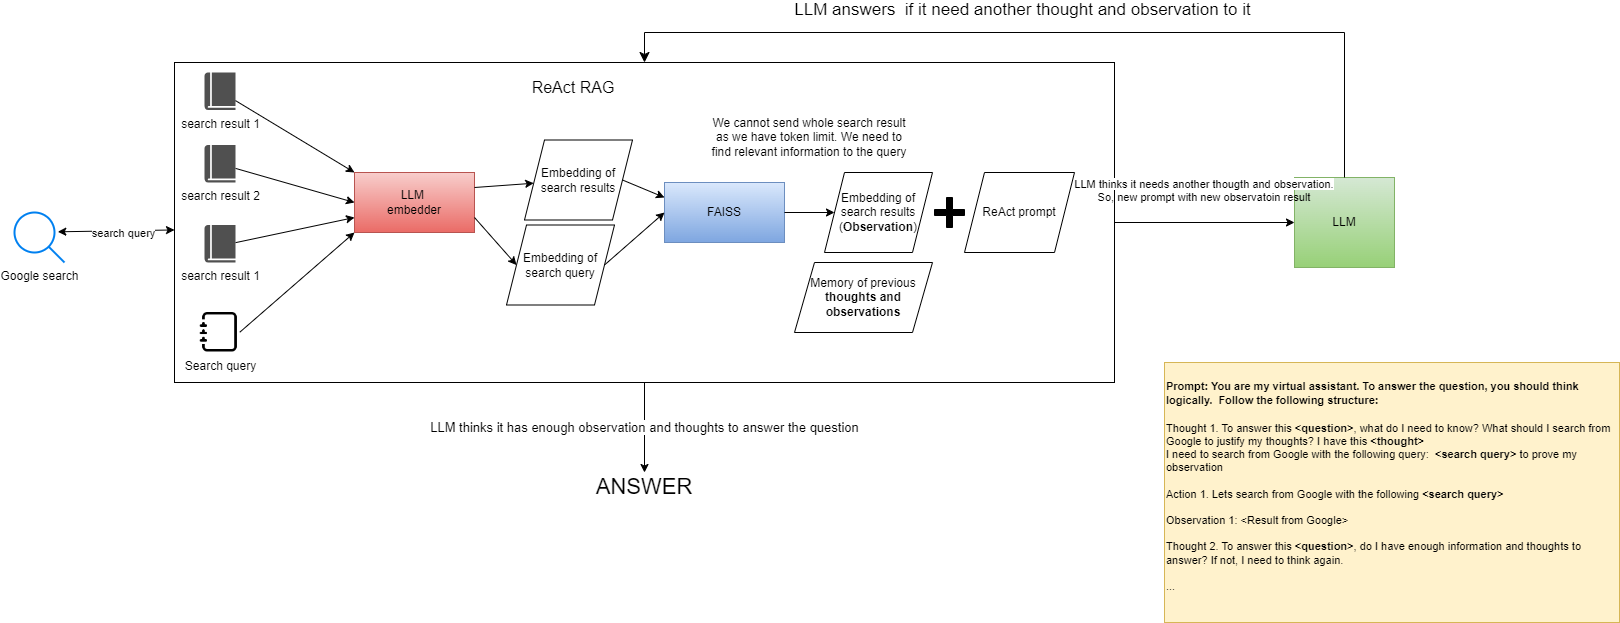 LLM answers  if it need another thought and observation to it
ReAct RAG
search result 1
search result 2
search result 1
Search query
Google search
search query
LLM
embedder
Embedding of
search results
Embedding of
search query
We cannot send whole search result
as we have token limit. We need to
find relevant information to the query
FAISS
Embedding of
search results
(Observation)
Memory of previous
thoughts and
observations
ReAct prompt
LLM thinks it needs another thougth and observation.
So, new prompt with new observatoin result
LLM
LLM thinks it has enough observation and thoughts to answer the question
ANSWER
Prompt: You are my virtual assistant. To answer the question, you should think
logically.  Follow the following structure:
Thought 1. To answer this <question>, what do I need to know? What should I search from
Google to justify my thoughts? I have this <thought>
I need to search from Google with the following query:  <search query> to prove my
observation
Action 1. Lets search from Google with the following <search query>
Observation 1: <Result from Google>
Thought 2. To answer this <question>, do I have enough information and thoughts to
answer? If not, I need to think again.
...